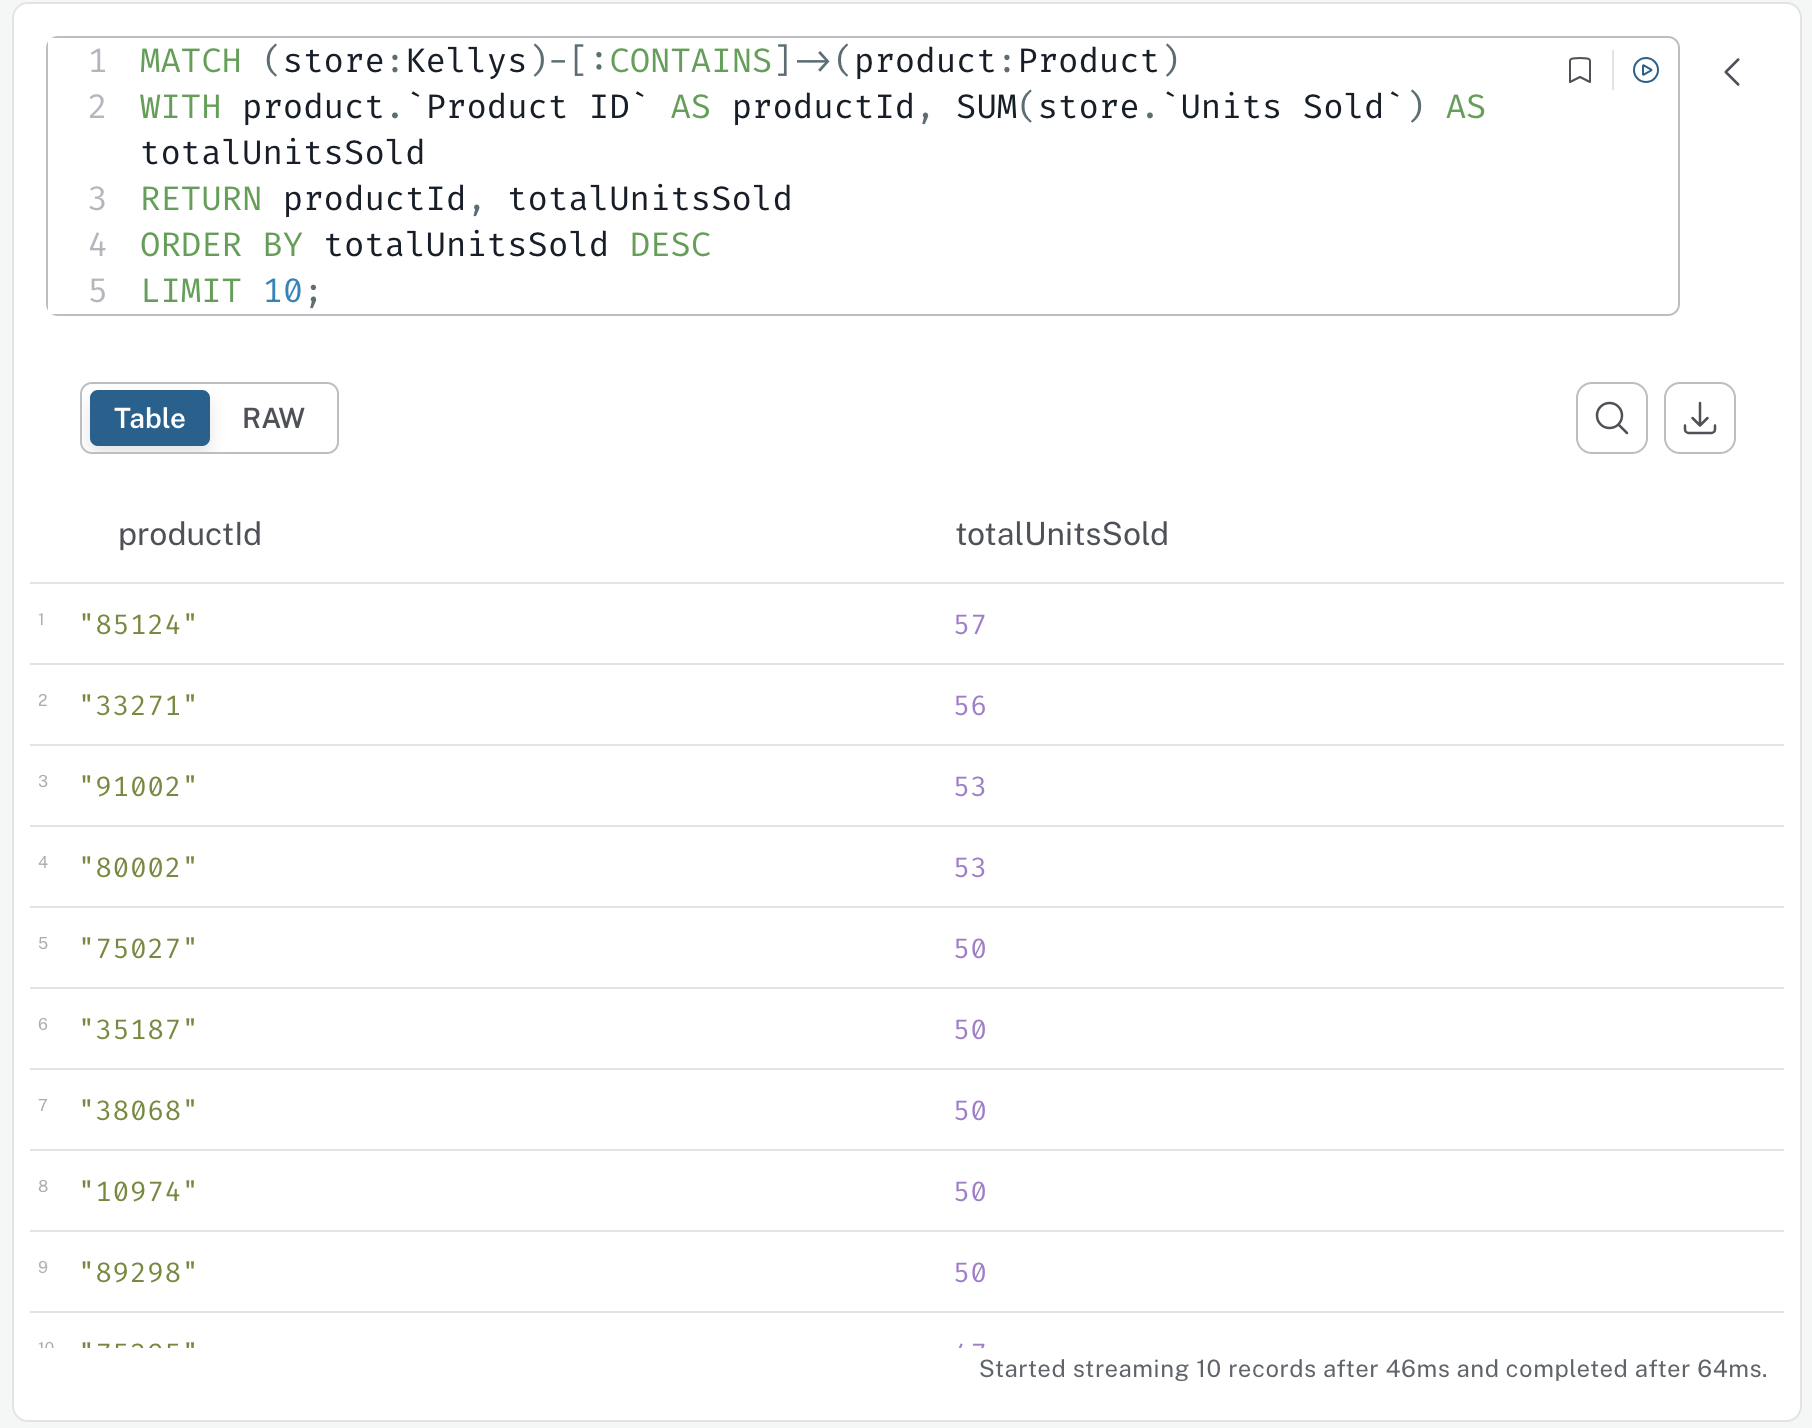 1 MATCH (store:Kellys)-[:CONTAINS]->(product:Product)
2 WITH product.`Product ID` AS productId, SUM(store.`Units Sold`) AS
totalUnitsSold
3 RETURN productId, totalUnitsSold
4 ORDER BY totalUnitsSold DESC
5 LIMIT 10;
Table RAW
productId totalUnitsSold
1 "85124" 57
2 "33271" 56
3 "91002" 53
4 "80002" 53
5 "75027" 50
6 "35187" 50
7 "38068" 50
8 "10974" 50
9 "89298" 50
10
Started streaming 10 records after 46ms and completed after 64ms.